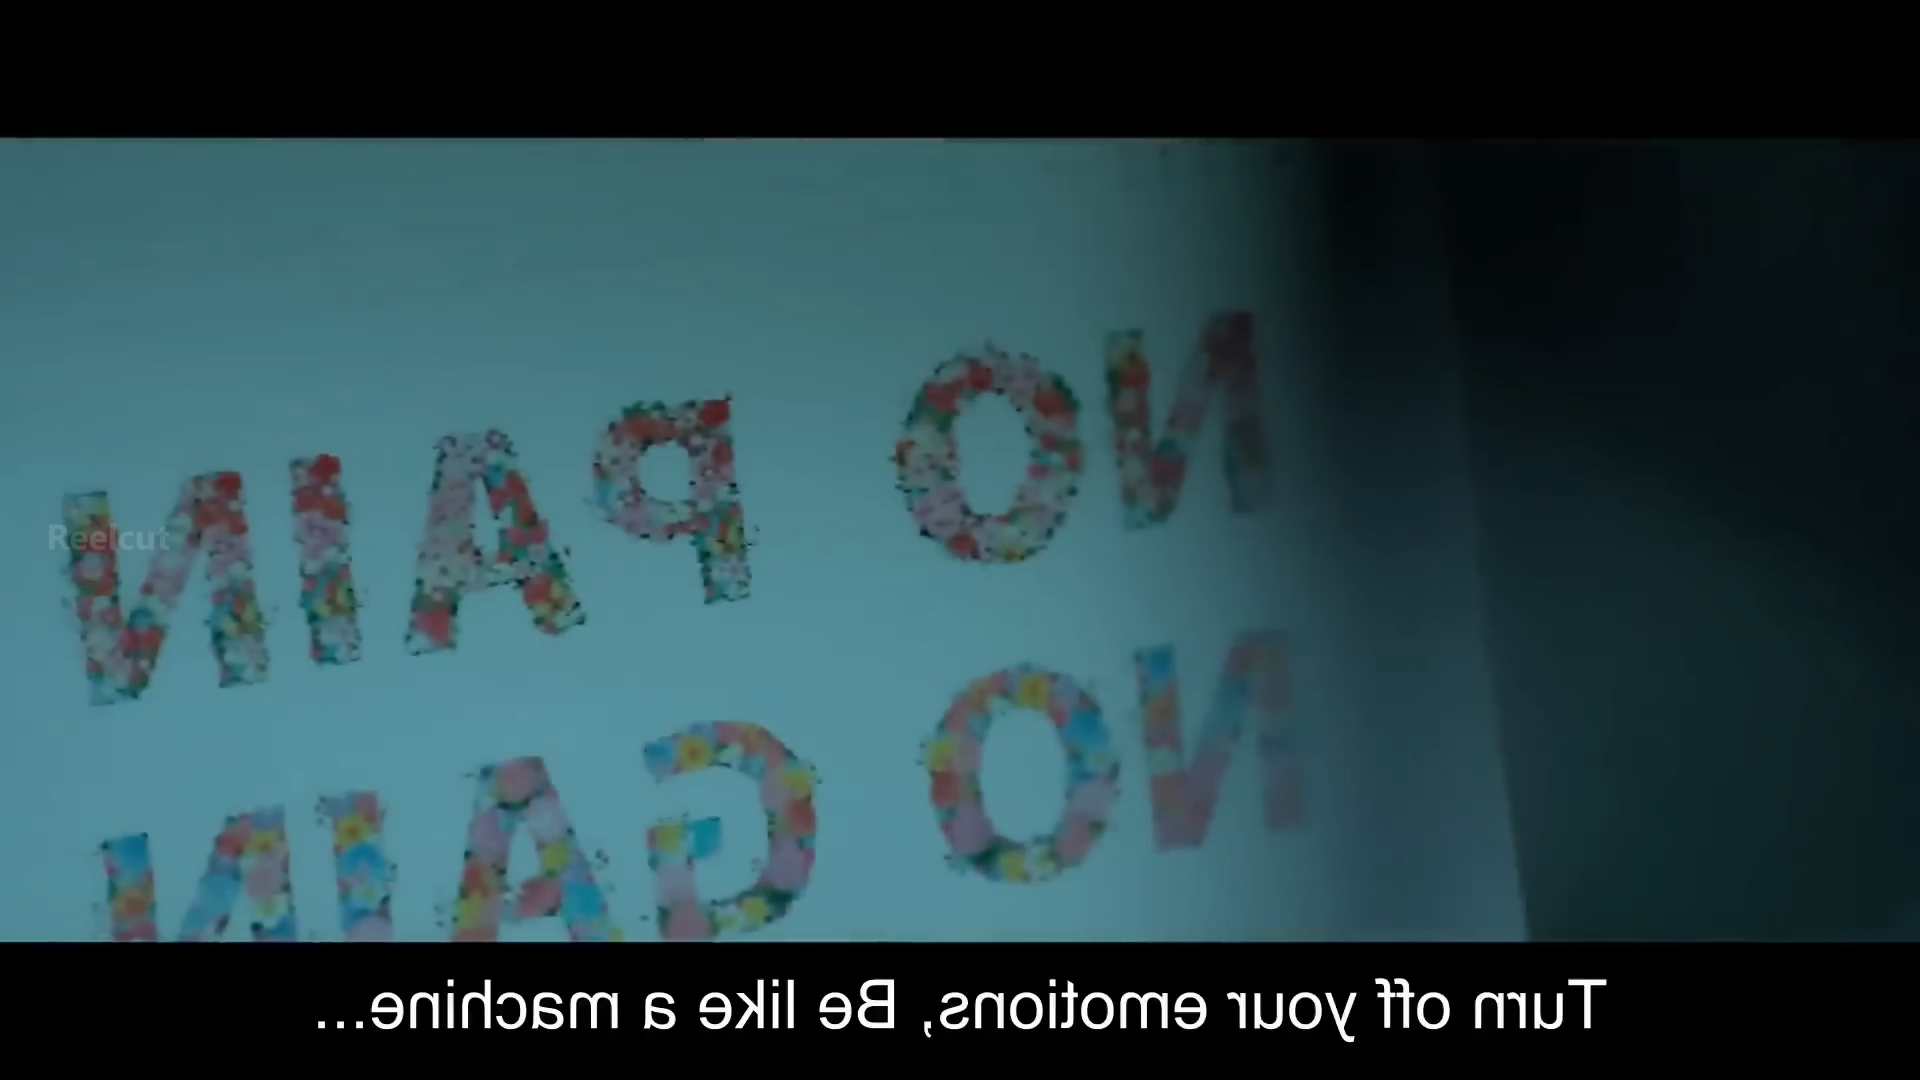 NO PAIN
NO GAIN
Reelcut
Turn off your emotions, Be like a machine...